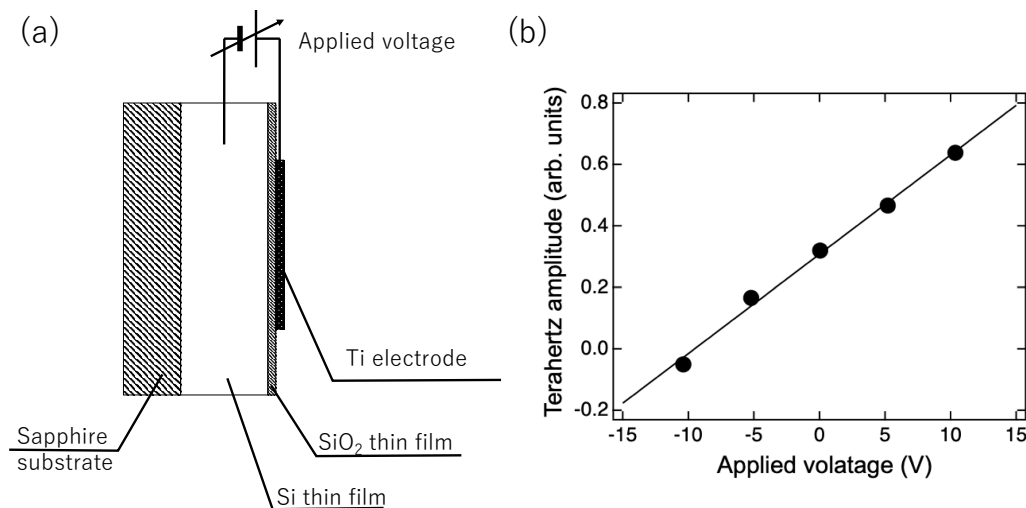 (a)
Applied voltage
Ti electrode
Sapphire
substrate
SiO₂ thin film
Si thin film
(b)
Terahertz amplitude (arb. units)
0.8
0.6
0.4
0.2
0.0
-0.2
-15 -10 -5 0 5 10 15
Applied volatage (V)